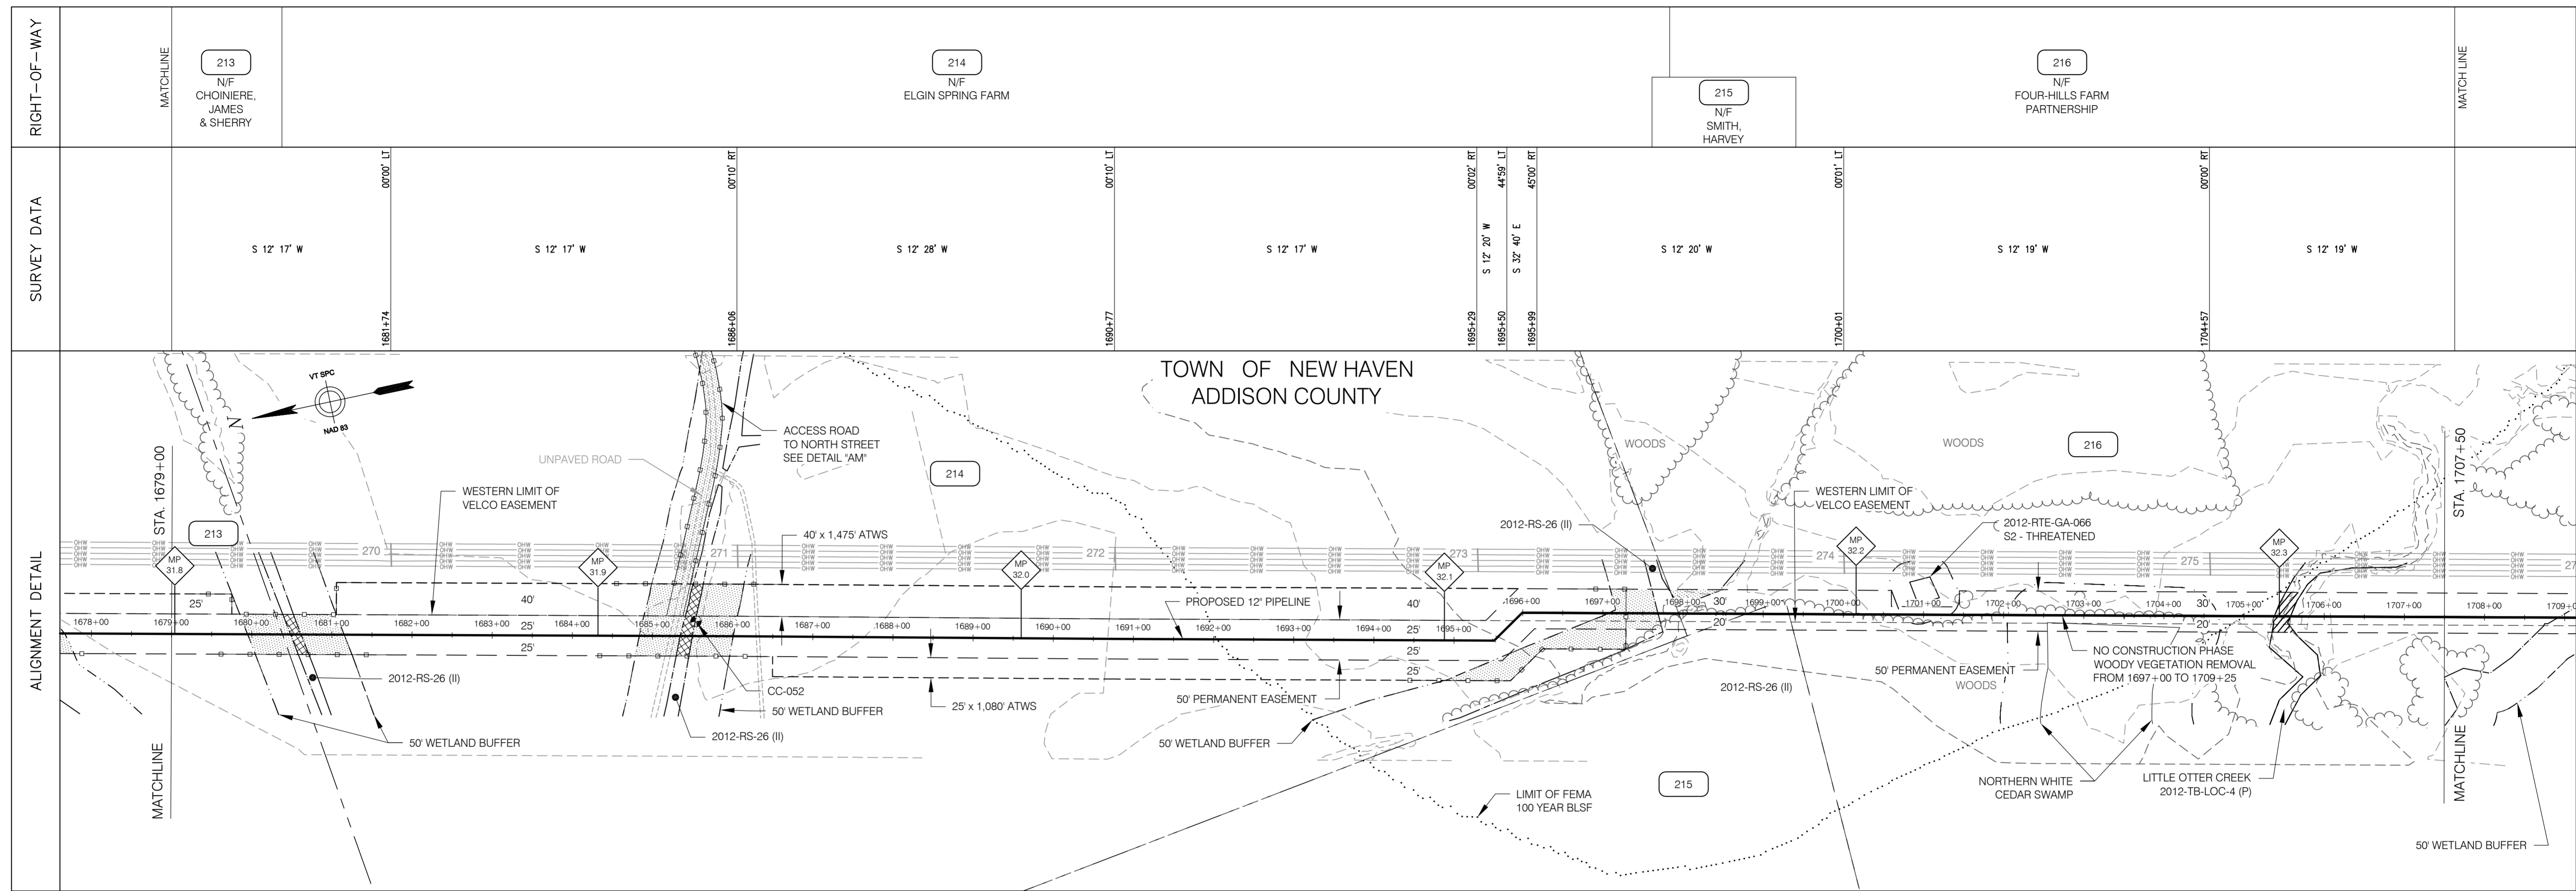 RIGHT-OF-WAY
MATCHLINE
213
N/F
CHOINIERE,
JAMES
& SHERRY
214
N/F
ELGIN SPRING FARM
215
N/F
SMITH,
HARVEY
216
N/F
FOUR-HILLS FARM
PARTNERSHIP
MATCH LINE
SURVEY DATA
S 12° 17' W
00°00' LT
1681+74
S 12° 17' W
00°10' RT
1686+06
S 12° 28' W
00°10' LT
1690+77
S 12° 17' W
00°02' RT
1695+29
S 12° 20' W
44°59' LT
1695+50
S 32° 40' E
45°00' RT
1695+99
S 12° 20' W
00°01' LT
1700+01
S 12° 19' W
00°00' RT
1704+57
S 12° 19' W
ALIGNMENT DETAIL
TOWN OF NEW HAVEN
ADDISON COUNTY
VT SPC
N
NAD 83
STA. 1679+00
MATCHLINE
213
UNPAVED ROAD
ACCESS ROAD
TO NORTH STREET
SEE DETAIL "AM"
214
WESTERN LIMIT OF
VELCO EASEMENT
40' x 1,475' ATWS
WOODS
WOODS
216
2012-RS-26 (II)
WESTERN LIMIT OF
VELCO EASEMENT
2012-RTE-GA-066
S2 - THREATENED
STA. 1707+50
MATCHLINE
OHW
270
271
272
273
274
275
27
MP
31.8
MP
31.9
MP
32.0
MP
32.1
MP
32.2
MP
32.3
25'
40'
25'
25'
PROPOSED 12" PIPELINE
40'
25'
25'
25'
30'
20'
30'
20'
1678+00
1679+00
1680+00
1681+00
1682+00
1683+00
1684+00
1685+00
1686+00
1687+00
1688+00
1689+00
1690+00
1691+00
1692+00
1693+00
1694+00
1695+00
1696+00
1697+00
1698+00
1699+00
1700+00
1701+00
1702+00
1703+00
1704+00
1705+00
1706+00
1707+00
1708+00
1709+0
2012-RS-26 (II)
50' WETLAND BUFFER
CC-052
50' WETLAND BUFFER
2012-RS-26 (II)
25' x 1,080' ATWS
50' PERMANENT EASEMENT
50' WETLAND BUFFER
2012-RS-26 (II)
50' PERMANENT EASEMENT
WOODS
NO CONSTRUCTION PHASE
WOODY VEGETATION REMOVAL
FROM 1697+00 TO 1709+25
LIMIT OF FEMA
100 YEAR BLSF
215
NORTHERN WHITE
CEDAR SWAMP
LITTLE OTTER CREEK
2012-TB-LOC-4 (P)
50' WETLAND BUFFER